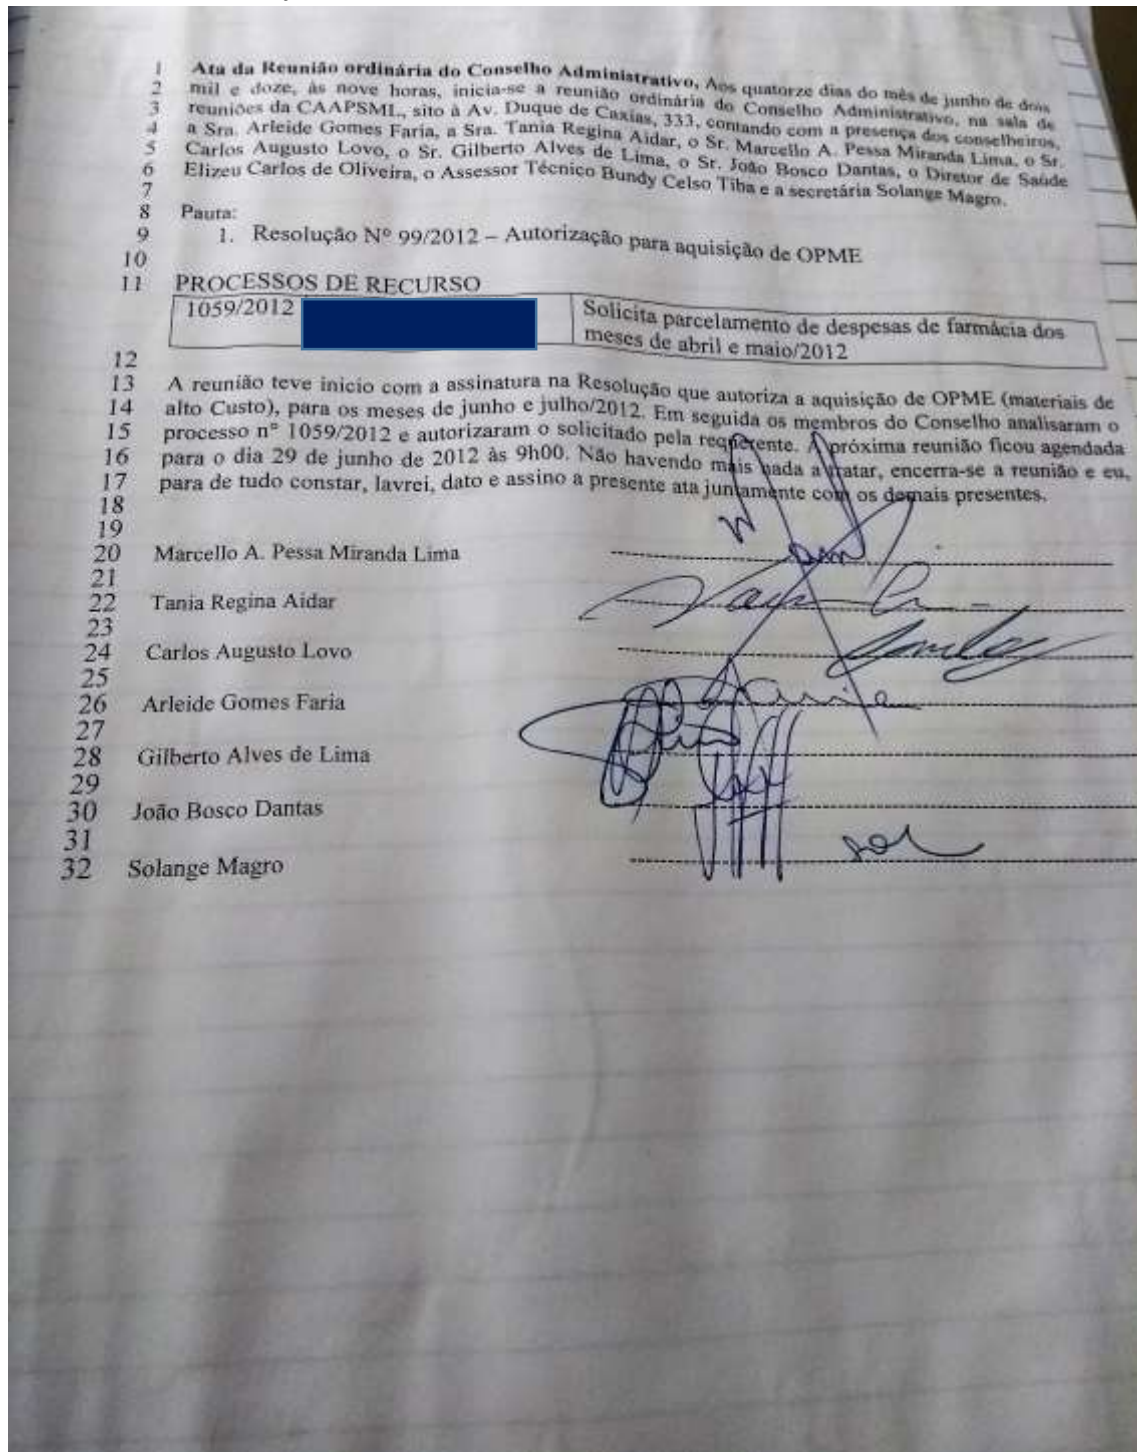 1 Ata da Reunião ordinária do Conselho Administrativo, Aos quatorze dias do mês de junho de dois
2 mil e doze, às nove horas, inicia-se a reunião ordinária do Conselho Administrativo, na sala de
3 reuniões da CAAPSML, sito à Av. Duque de Caxias, 333, contando com a presença dos conselheiros,
4 a Sra. Arleide Gomes Faria, a Sra. Tania Regina Aidar, o Sr. Marcello A. Pessa Miranda Lima, o Sr.
5 Carlos Augusto Lovo, o Sr. Gilberto Alves de Lima, o Sr. João Bosco Dantas, o Diretor de Saúde
6 Elizeu Carlos de Oliveira, o Assessor Técnico Bundy Celso Tiba e a secretária Solange Magro.
7
8 Pauta:
9 1. Resolução Nº 99/2012 – Autorização para aquisição de OPME
10
11 PROCESSOS DE RECURSO
1059/2012 Solicita parcelamento de despesas de farmácia dos
meses de abril e maio/2012
12
13 A reunião teve inicio com a assinatura na Resolução que autoriza a aquisição de OPME (materiais de
14 alto Custo), para os meses de junho e julho/2012. Em seguida os membros do Conselho analisaram o
15 processo nº 1059/2012 e autorizaram o solicitado pela requerente. A próxima reunião ficou agendada
16 para o dia 29 de junho de 2012 às 9h00. Não havendo mais nada a tratar, encerra-se a reunião e eu,
17 para de tudo constar, lavrei, dato e assino a presente ata juntamente com os demais presentes.
18
19
20 Marcello A. Pessa Miranda Lima
21
22 Tania Regina Aidar
23
24 Carlos Augusto Lovo
25
26 Arleide Gomes Faria
27
28 Gilberto Alves de Lima
29
30 João Bosco Dantas
31
32 Solange Magro